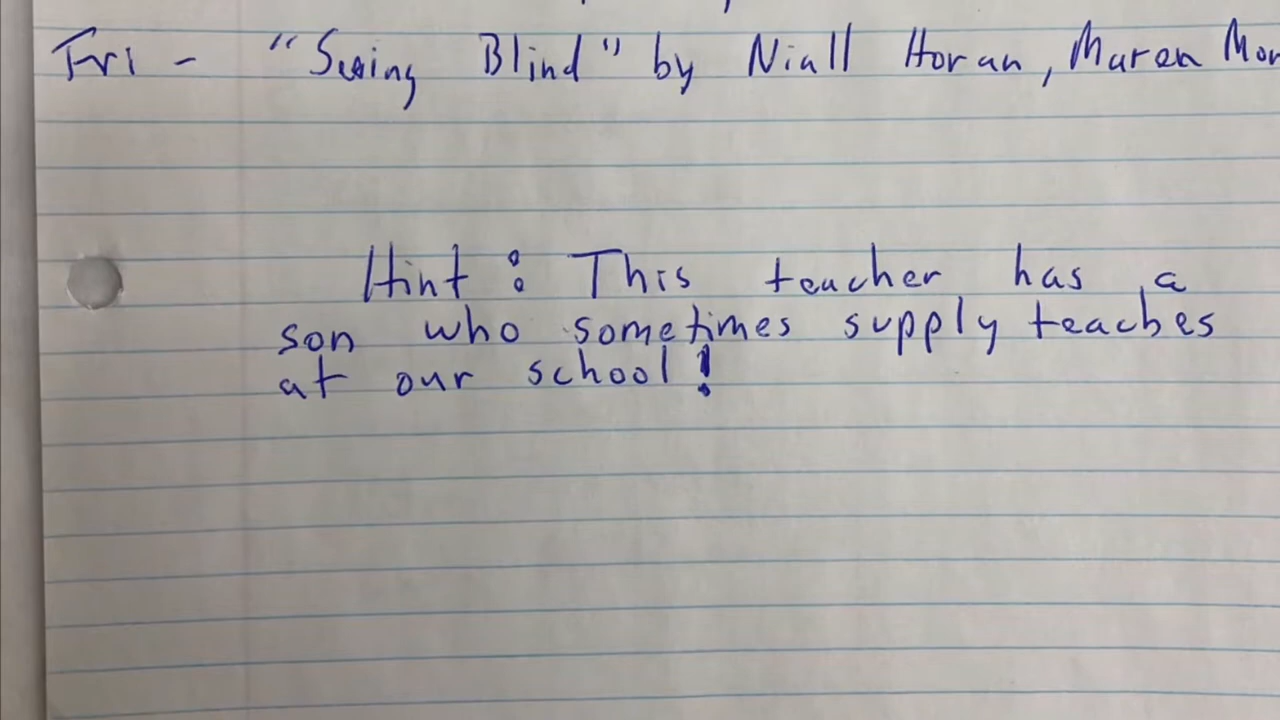 Fri - "Seeing Blind" by Niall Horan, Maren Mor
Hint: This teacher has a
son who sometimes supply teaches
at our school!